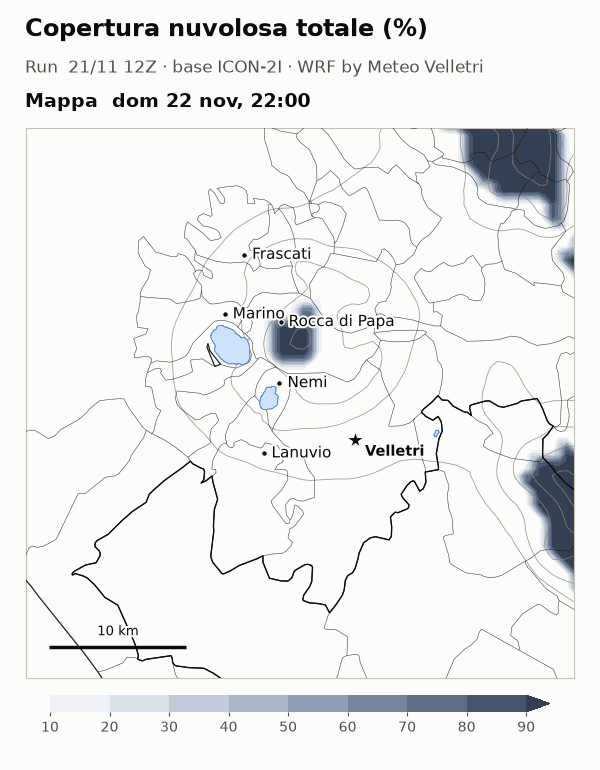 Copertura nuvolosa totale (%)
Run  21/11 12Z · base ICON-2I · WRF by Meteo Velletri
Mappa  dom 22 nov, 22:00
Frascati
Marino
Rocca di Papa
Nemi
Velletri
Lanuvio
10 km
10 20 30 40 50 60 70 80 90